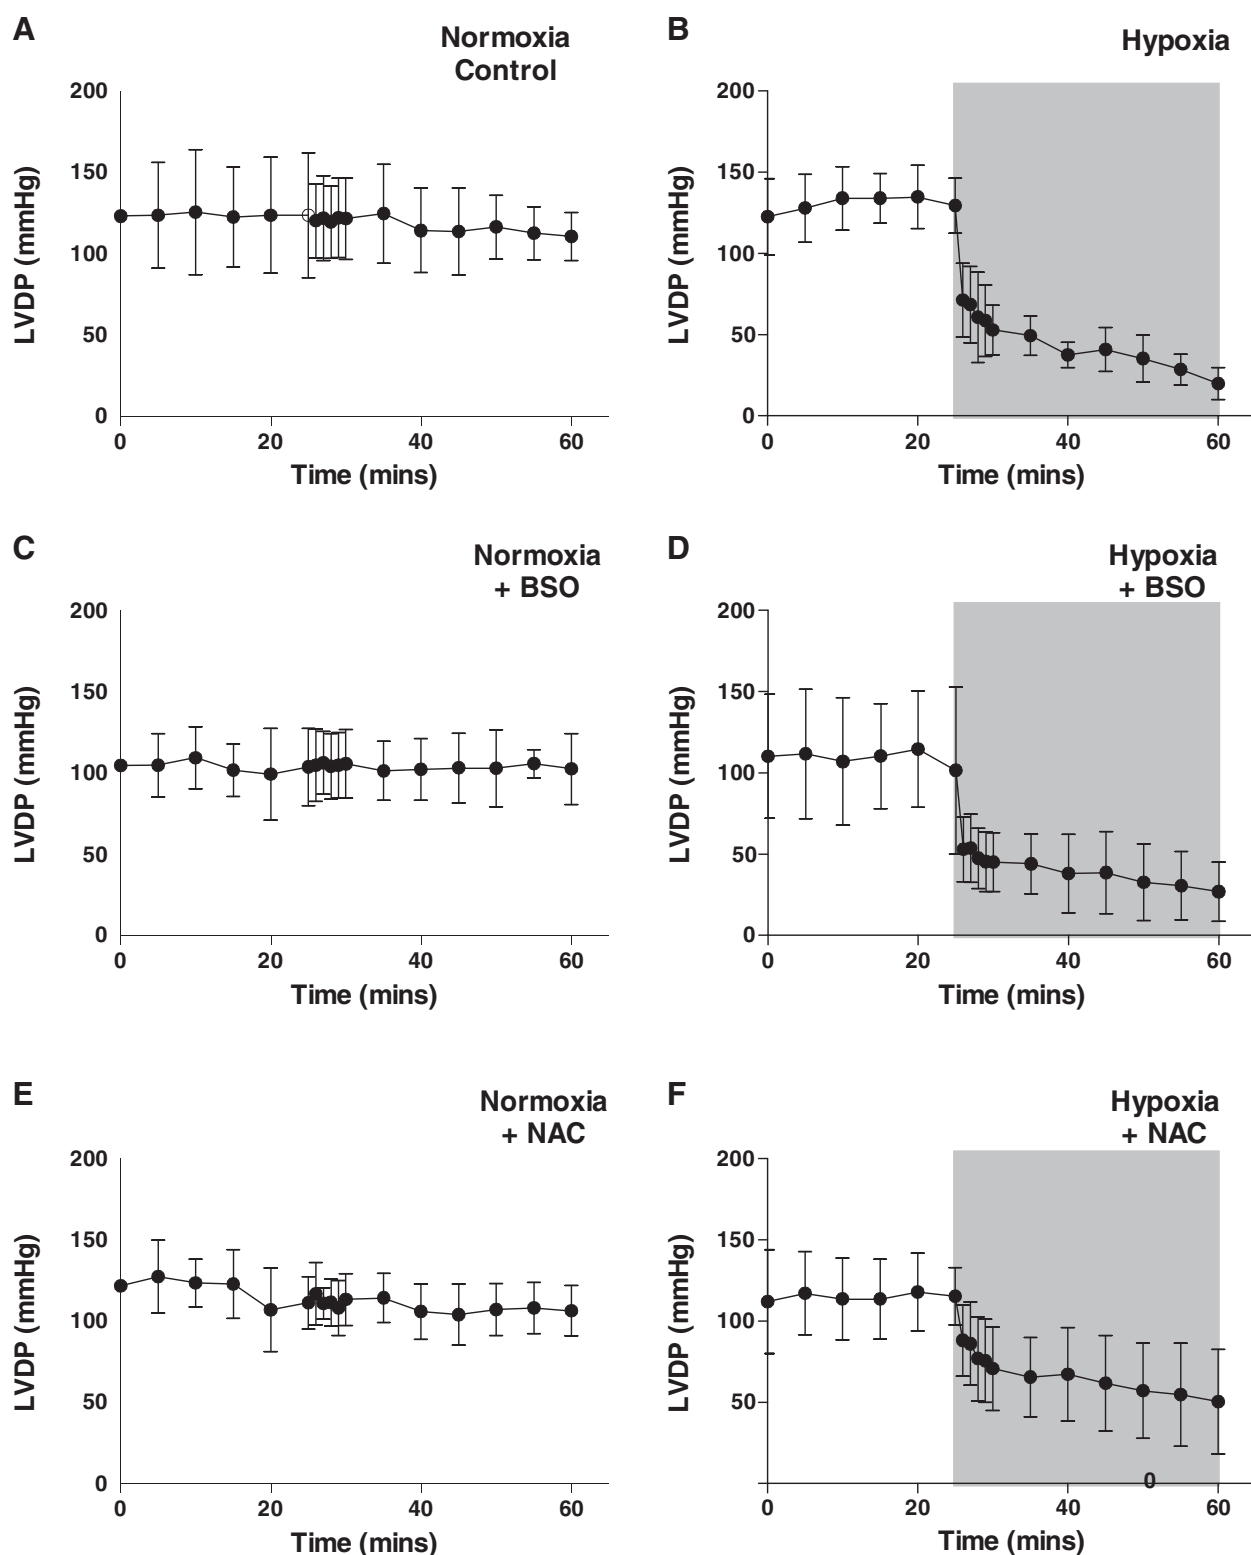 A
Normoxia
Control
LVDP (mmHg)
200
150
100
50
0
0 20 40 60
Time (mins)
B
Hypoxia
LVDP (mmHg)
200
150
100
50
0
0 20 40 60
Time (mins)
C
Normoxia
+ BSO
LVDP (mmHg)
200
150
100
50
0
0 20 40 60
Time (mins)
D
Hypoxia
+ BSO
LVDP (mmHg)
200
150
100
50
0
0 20 40 60
Time (mins)
E
Normoxia
+ NAC
LVDP (mmHg)
200
150
100
50
0
0 20 40 60
Time (mins)
F
Hypoxia
+ NAC
LVDP (mmHg)
200
150
100
50
0
0 20 40 60
Time (mins)